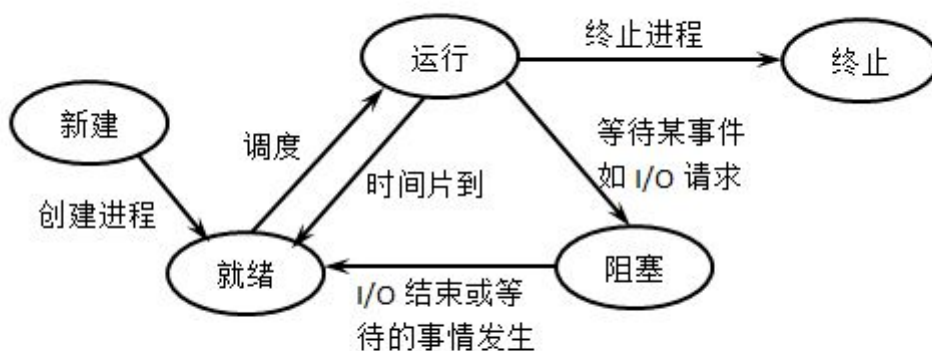 运行
终止进程
终止
新建
调度
等待某事件
如 I/O 请求
时间片到
创建进程
就绪
阻塞
I/O 结束或等
待的事情发生